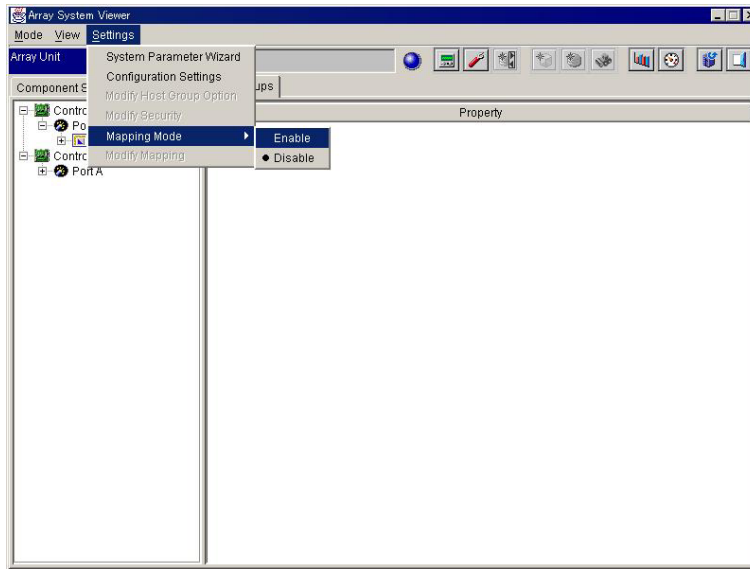 Array System Viewer
Mode View Settings
Array Unit
System Parameter Wizard
Configuration Settings
Modify Host Group Option
Modify Security
Mapping Mode
Modify Mapping
Enable
Disable
Component S
ups
Property
Contro
Po
Contro
Port A